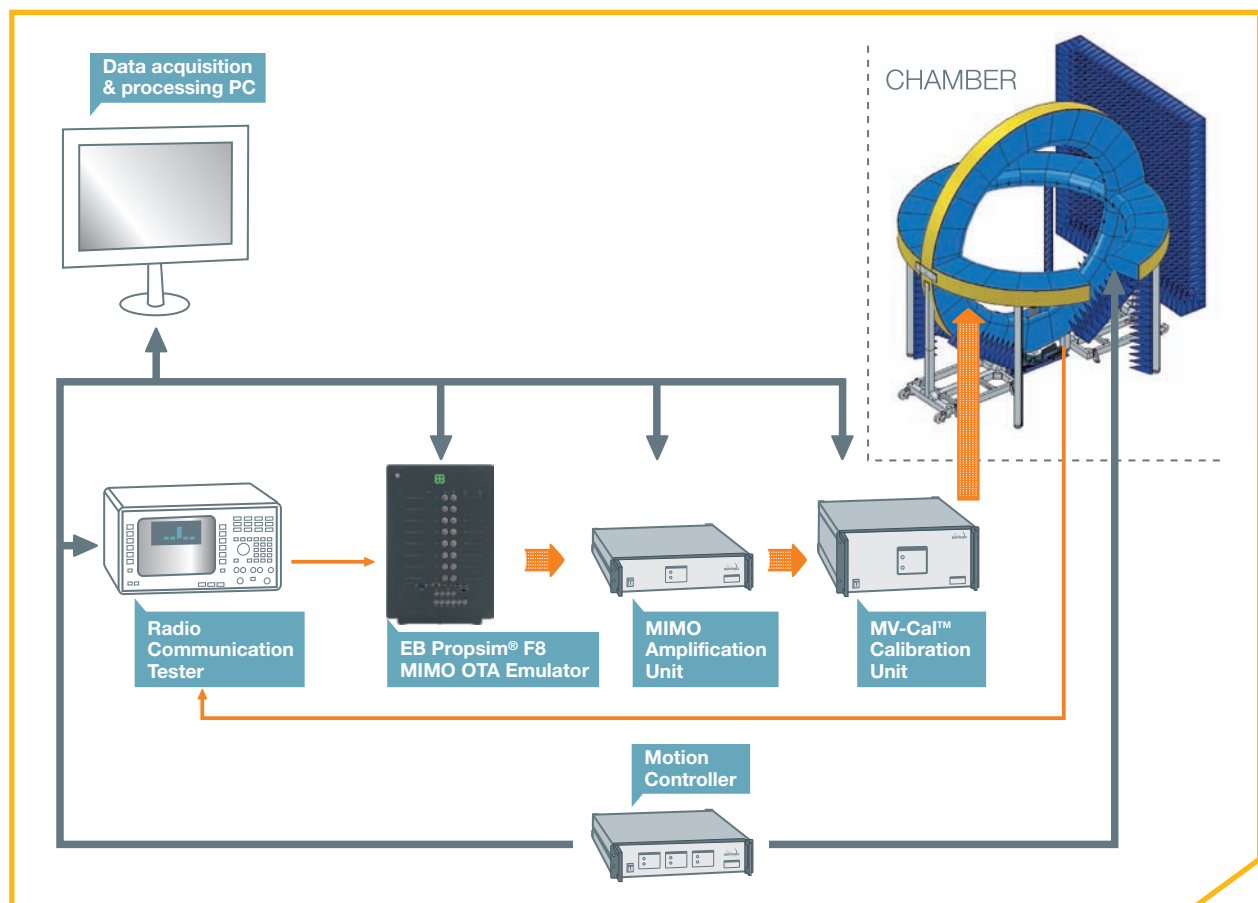 Data acquisition
& processing PC
CHAMBER
EB
Radio
Communication
Tester
EB Propsim® F8
MIMO OTA Emulator
MIMO
Amplification
Unit
MV-Cal™
Calibration
Unit
Motion
Controller